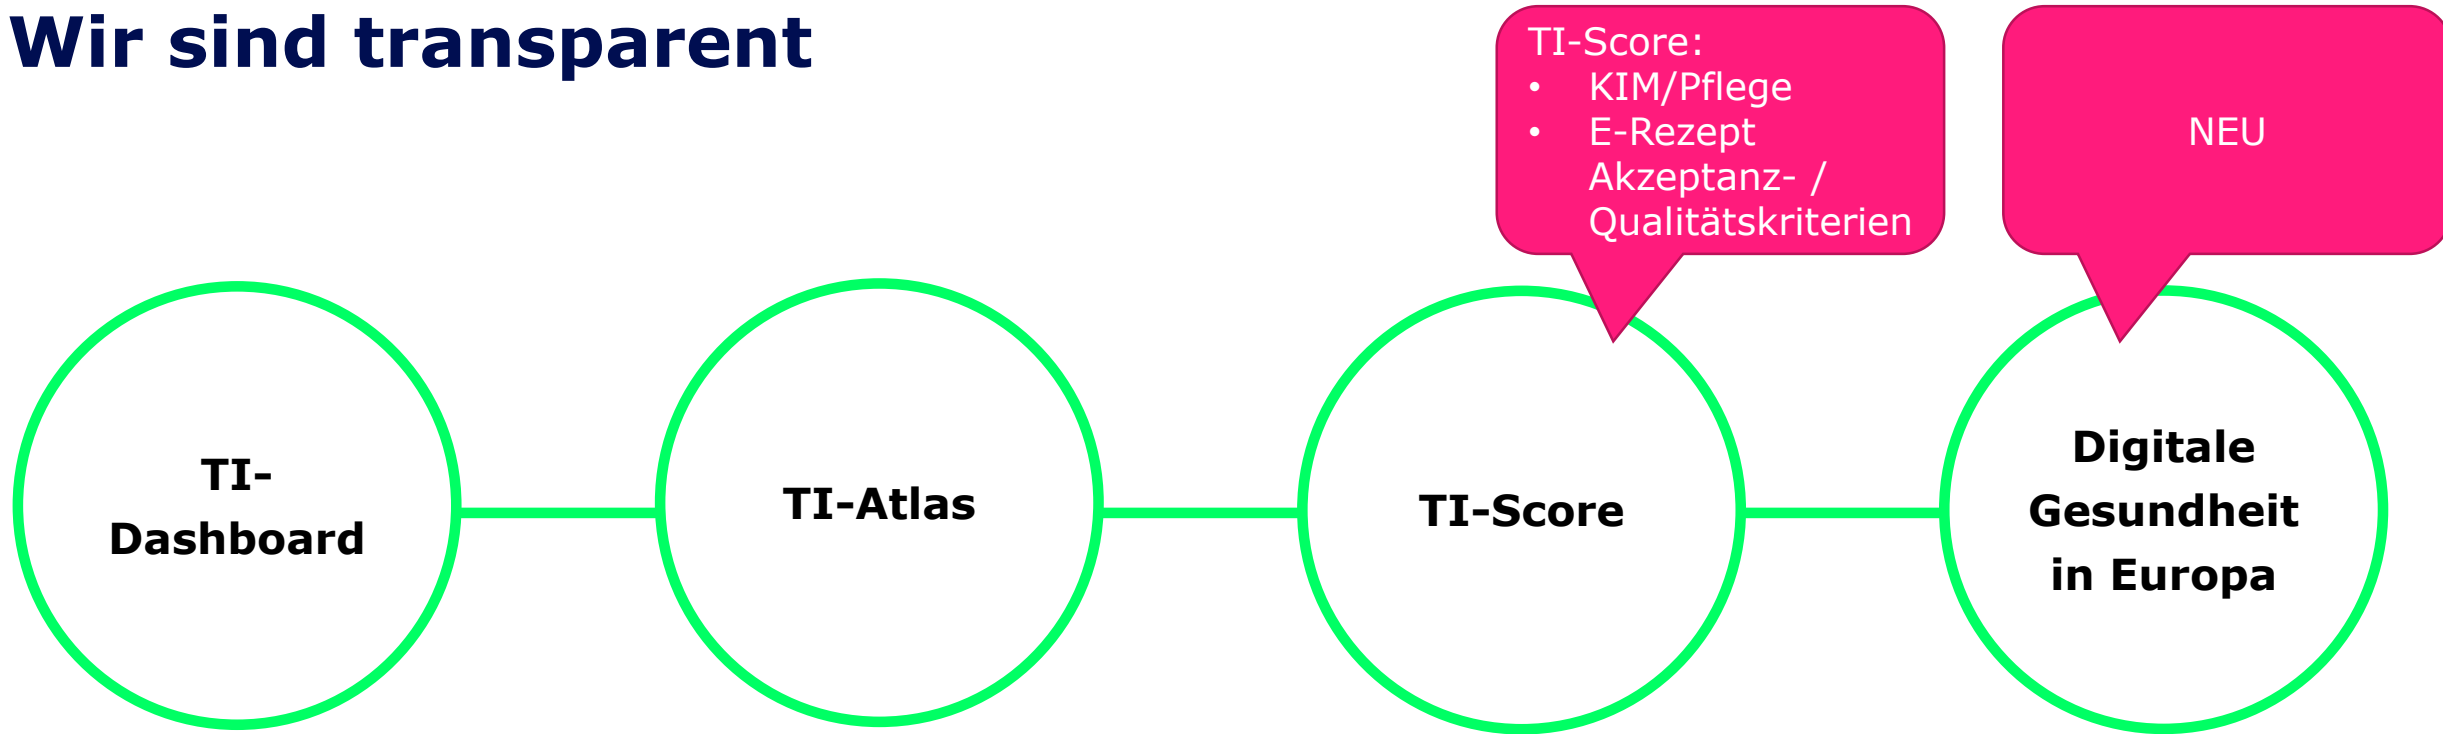 Wir sind transparent
TI-Score:
• KIM/Pflege
• E-Rezept
Akzeptanz- /
Qualitätskriterien
NEU
TI-
Dashboard
TI-Atlas
TI-Score
Digitale
Gesundheit
in Europa